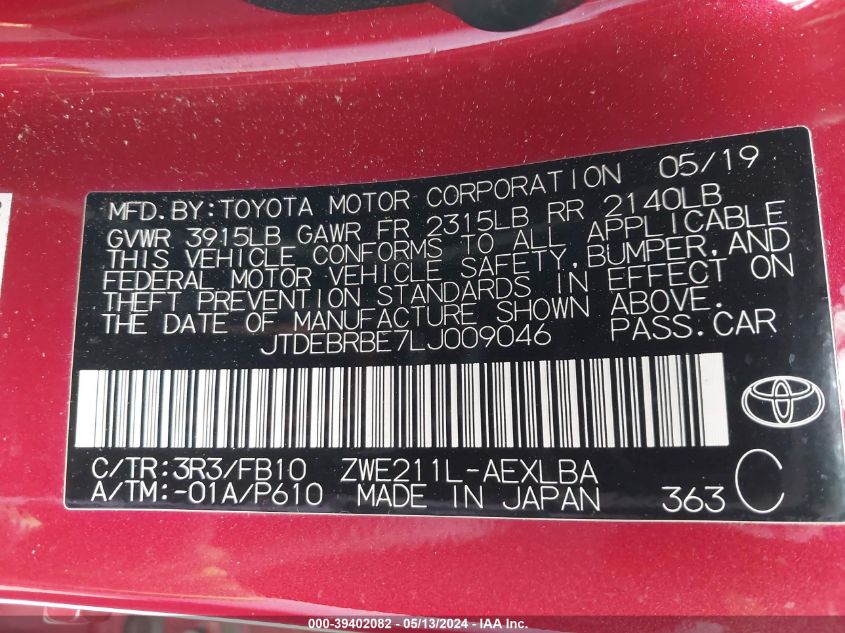 MFD.BY:TOYOTA MOTOR CORPORATION 05/19
GVWR 3915LB GAWR FR 2315LB RR 2140LB
THIS VEHICLE CONFORMS TO ALL APPLICABLE
FEDERAL MOTOR VEHICLE SAFETY,BUMPER,AND
THEFT PREVENTION STANDARDS IN EFFECT ON
THE DATE OF MANUFACTURE SHOWN ABOVE.
JTDEBRBE7LJ009046 PASS.CAR
C/TR:3R3/FB10 ZWE211L-AEXLBA
A/TM:-01A/P610 MADE IN JAPAN 363 C
000-39402082 - 05/13/2024 - IAA Inc.